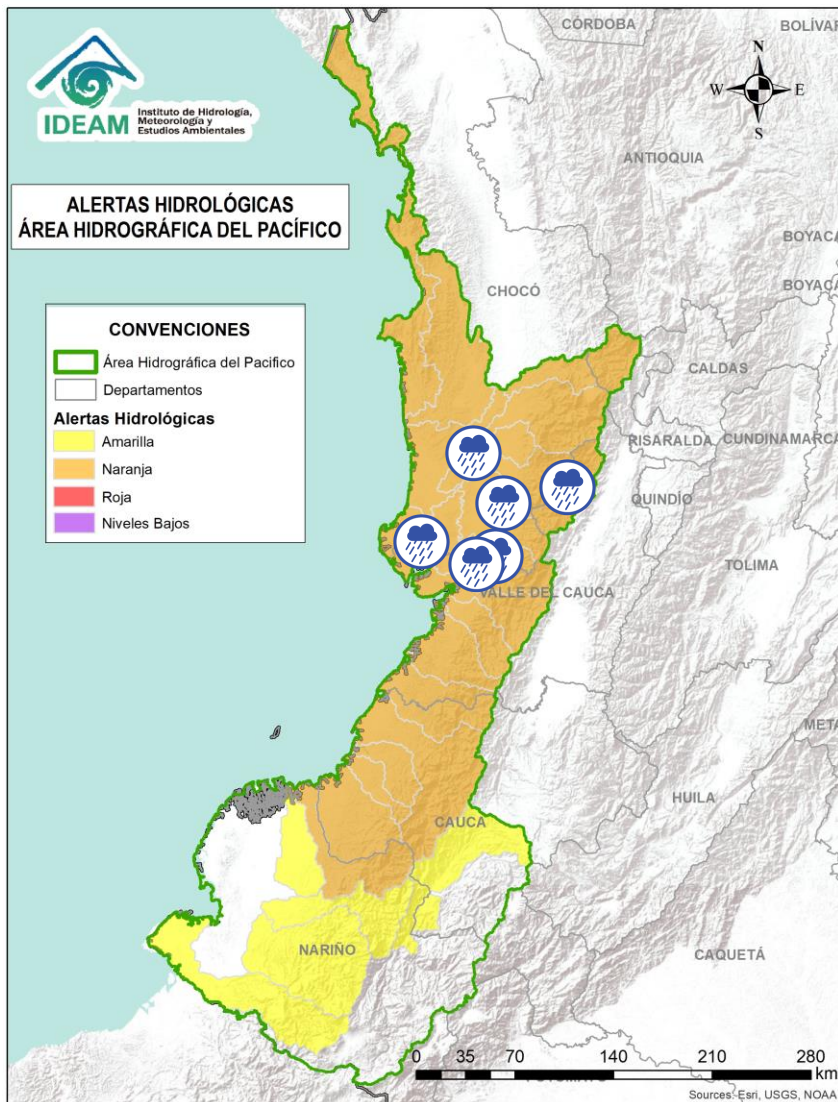 CÓRDOBA
BOLÍVAR
IDEAM
Instituto de Hidrología,
Meteorología y
Estudios Ambientales
N
W E
S
ANTIOQUIA
ALERTAS HIDROLÓGICAS
ÁREA HIDROGRÁFICA DEL PACÍFICO
BOYACÁ
BOYACÁ
CHOCÓ
CONVENCIONES
Área Hidrográfica del Pacifico
Departamentos
Alertas Hidrológicas
Amarilla
Naranja
Roja
Niveles Bajos
CALDAS
RISARALDA
CUNDINAMARCA
QUINDÍO
TOLIMA
VALLE DEL CAUCA
META
HUILA
CAUCA
NARIÑO
CAQUETÁ
0 35 70 140 210 280
km
Sources: Esri, USGS, NOAA